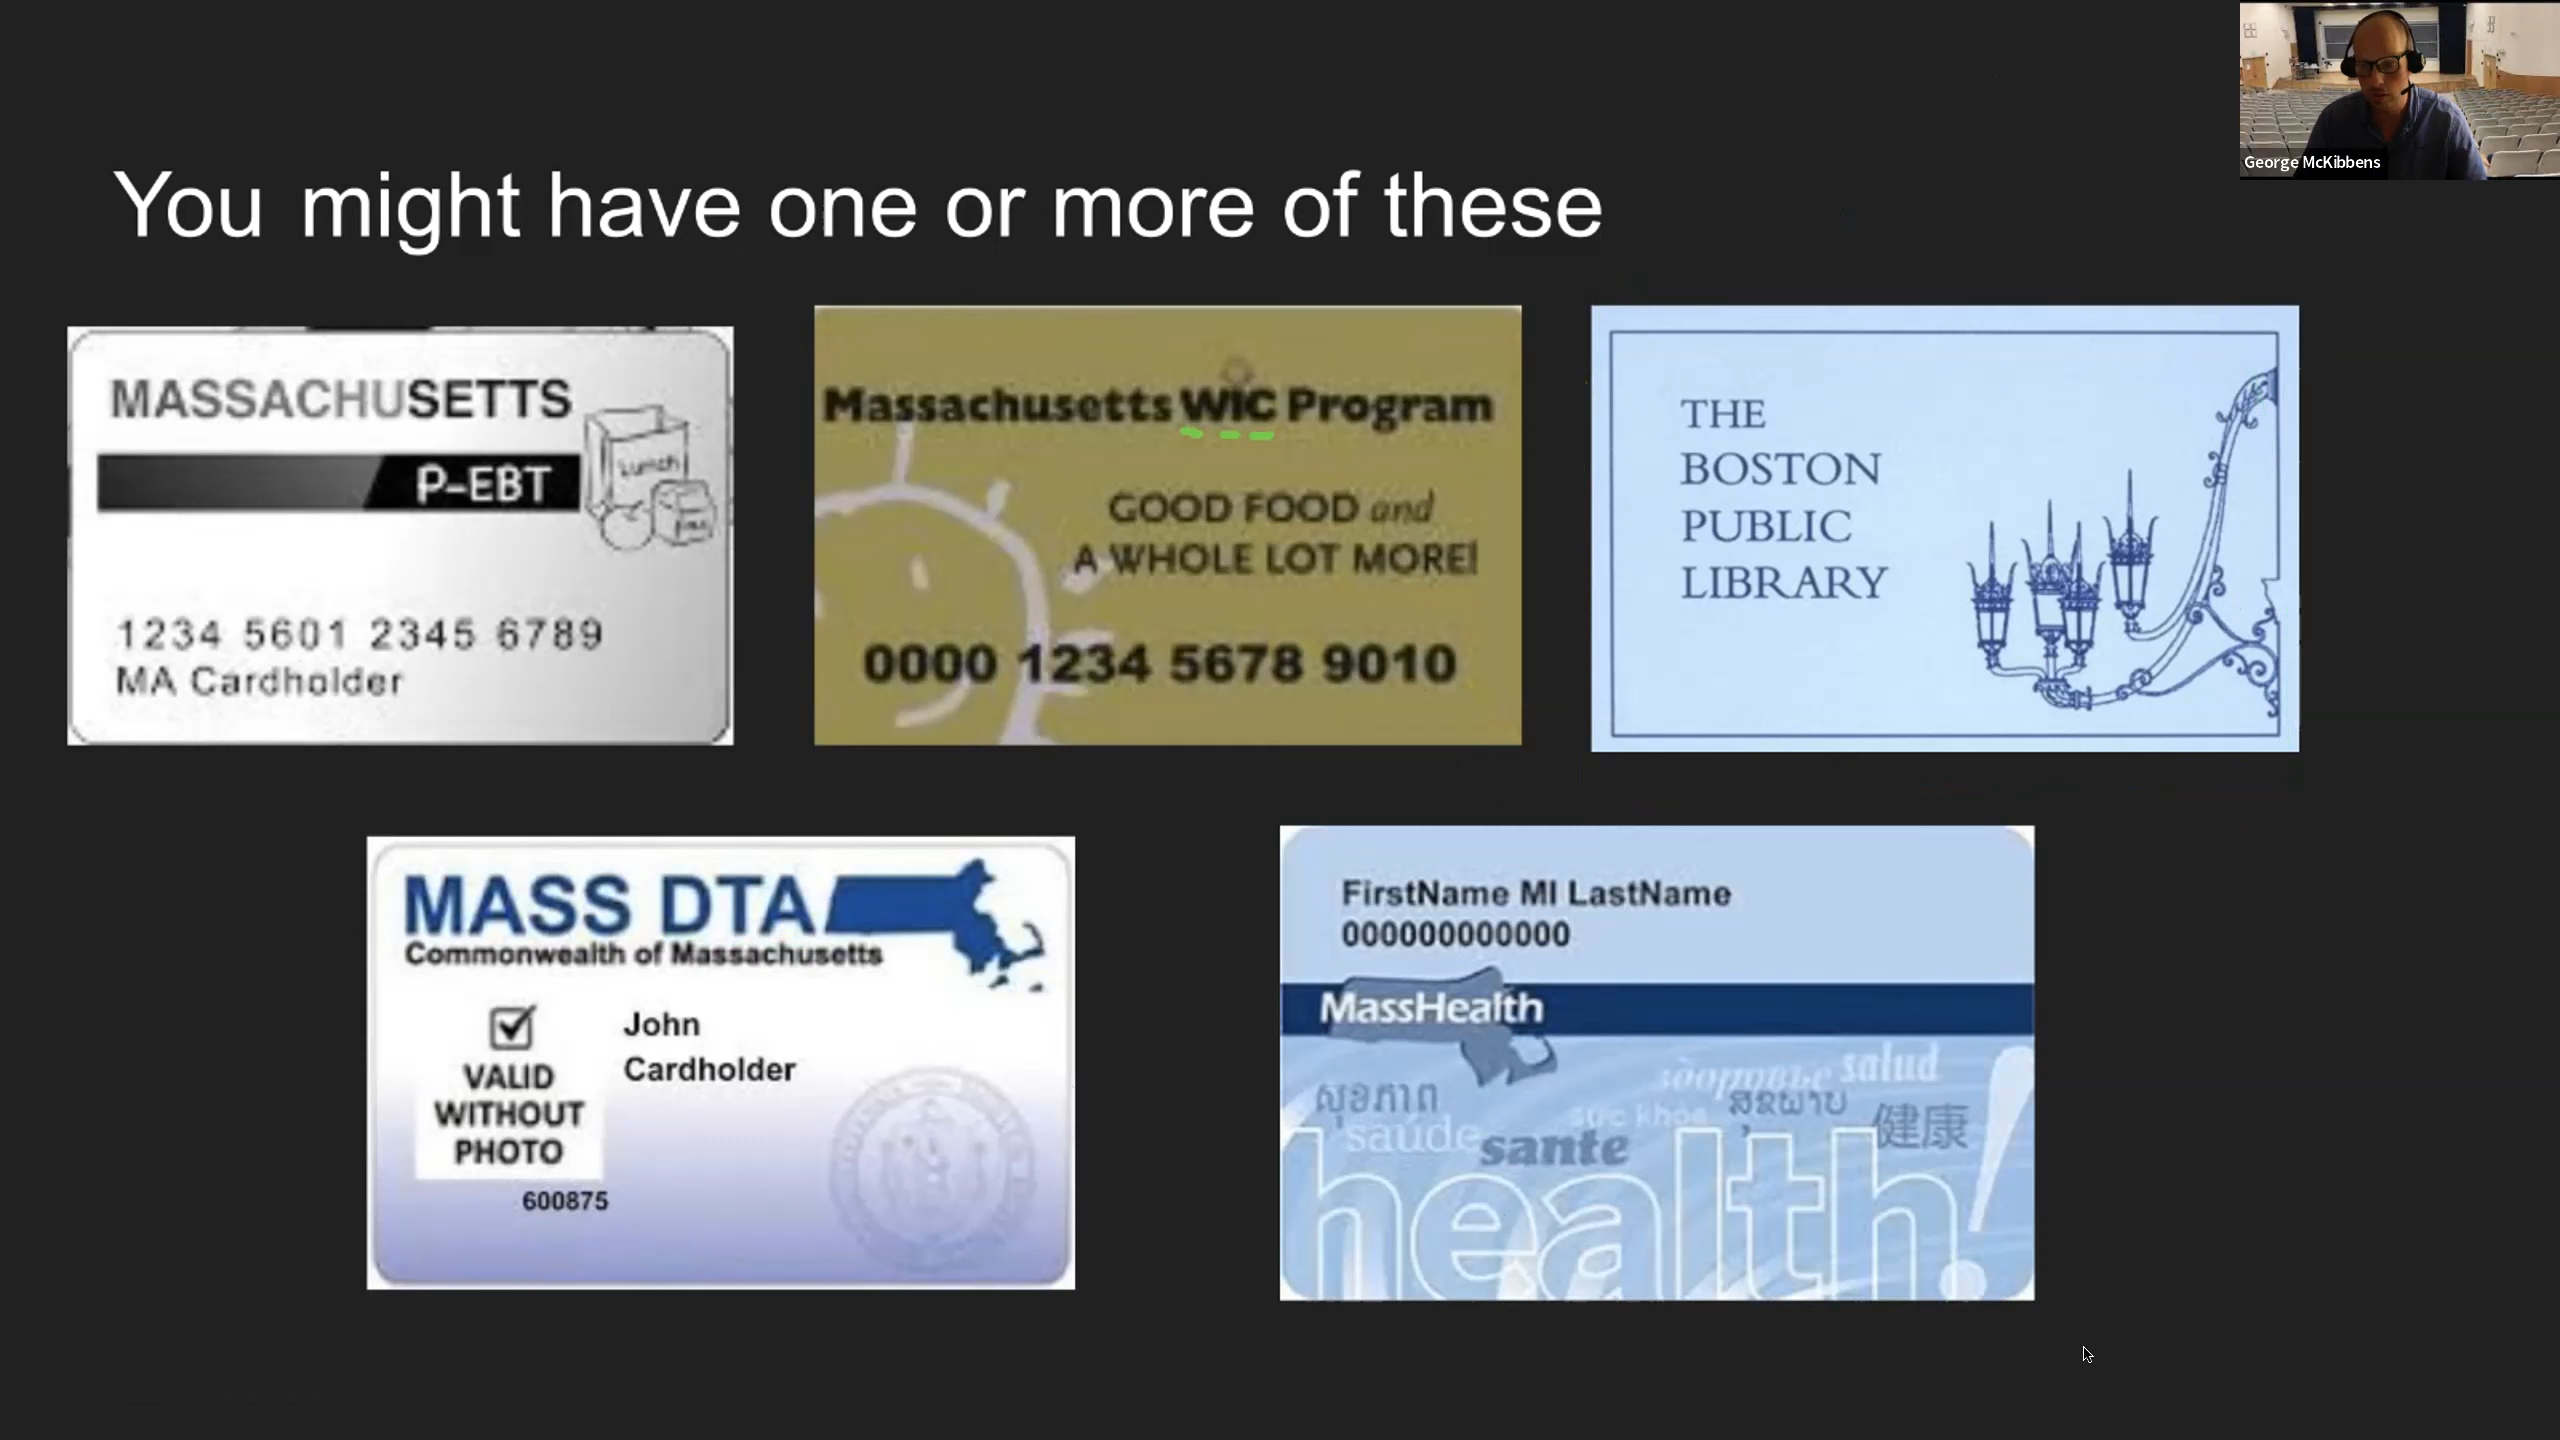 George McKibbens
You might have one or more of these
MASSACHUSETTS
P-EBT
Lunch
1234 5601 2345 6789
MA Cardholder
Massachusetts WIC Program
GOOD FOOD and
A WHOLE LOT MORE!
0000 1234 5678 9010
THE
BOSTON
PUBLIC
LIBRARY
MASS DTA
Commonwealth of Massachusetts
VALID
WITHOUT
PHOTO
John
Cardholder
600875
FirstName MI LastName
000000000000
MassHealth
здоровье salud
សុខភាព
sức khỏe
ສຸຂພາບ
健康
saúde
sante
health!